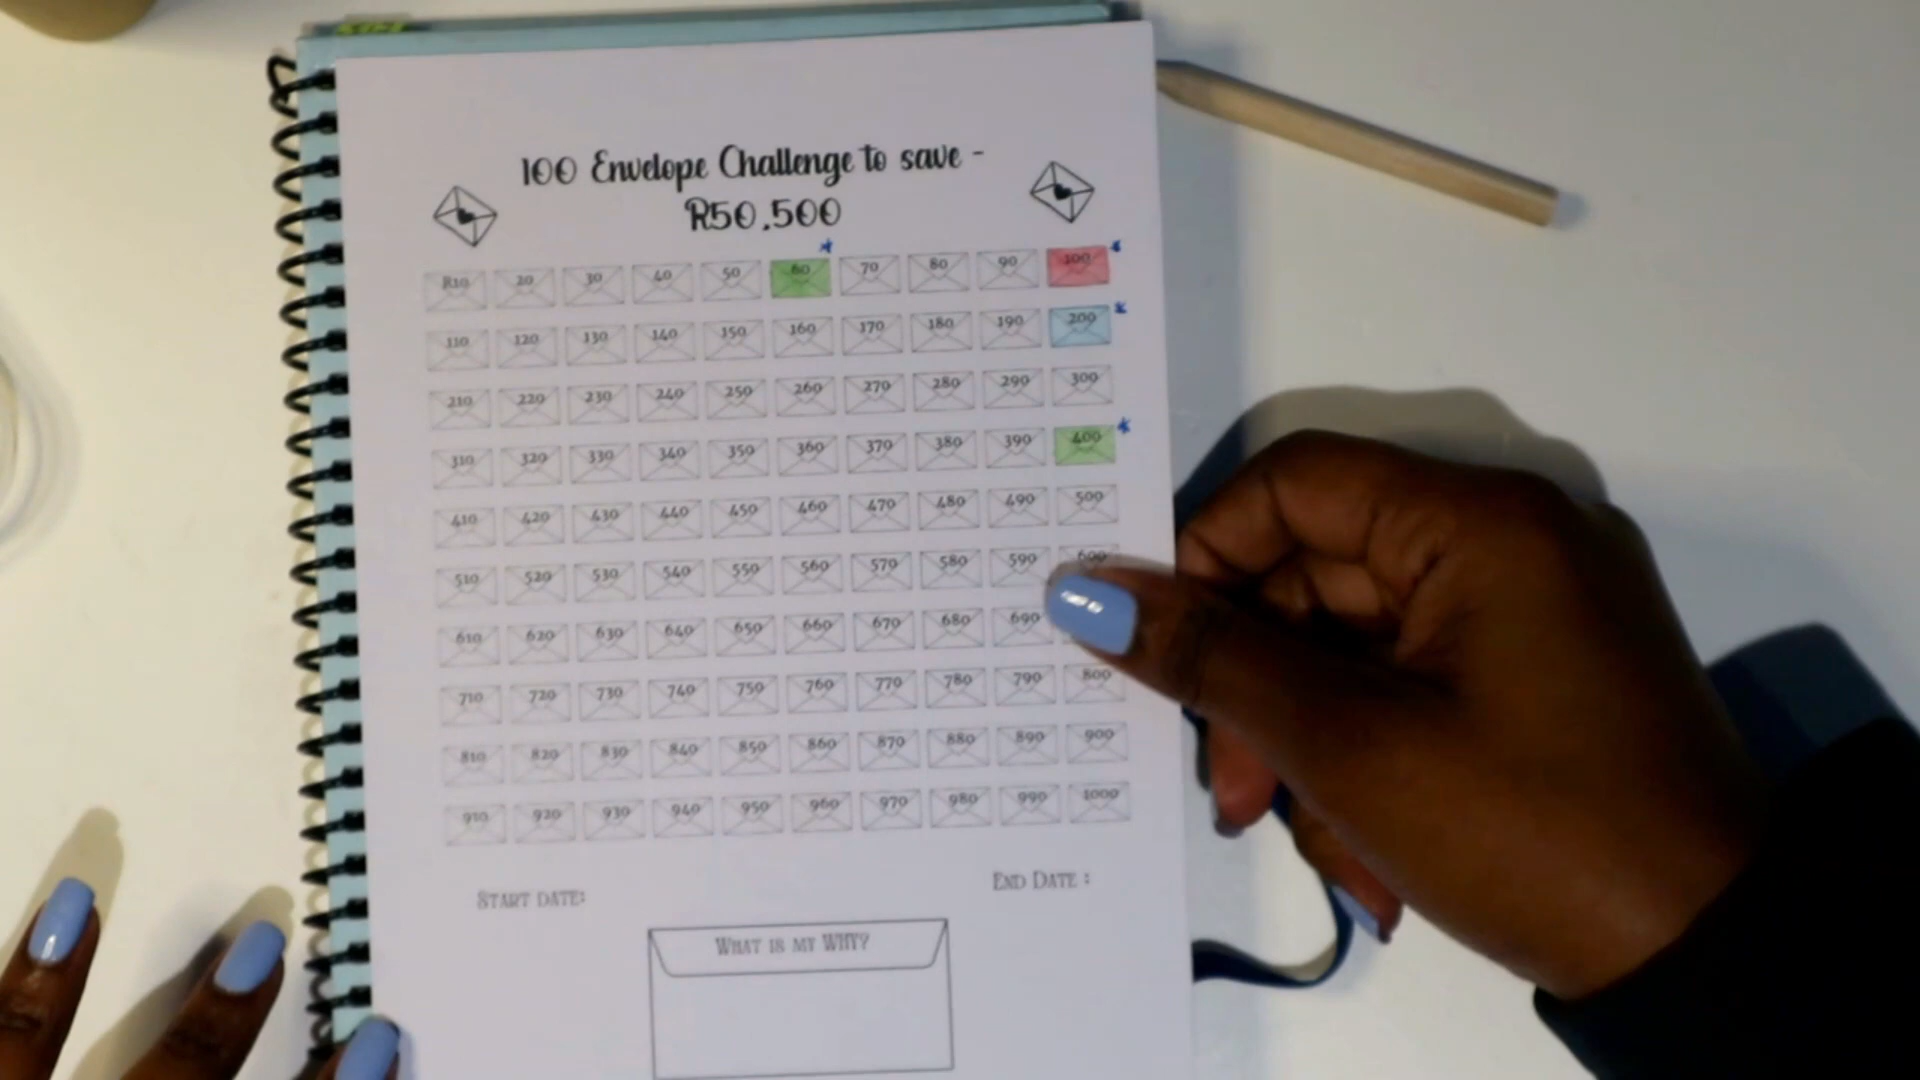 100 Envelope Challenge to save -
R50,500
R10 20 30 40 50 60 70 80 90 100
110 120 130 140 150 160 170 180 190 200
210 220 230 240 250 260 270 280 290 300
310 320 330 340 350 360 370 380 390 400
410 420 430 440 450 460 470 480 490 500
510 520 530 540 550 560 570 580 590 600
610 620 630 640 650 660 670 680 690
710 720 730 740 750 760 770 780 790 800
810 820 830 840 850 860 870 880 890 900
910 920 930 940 950 960 970 980 990 1000
START DATE:
END DATE :
WHAT IS MY WHY?